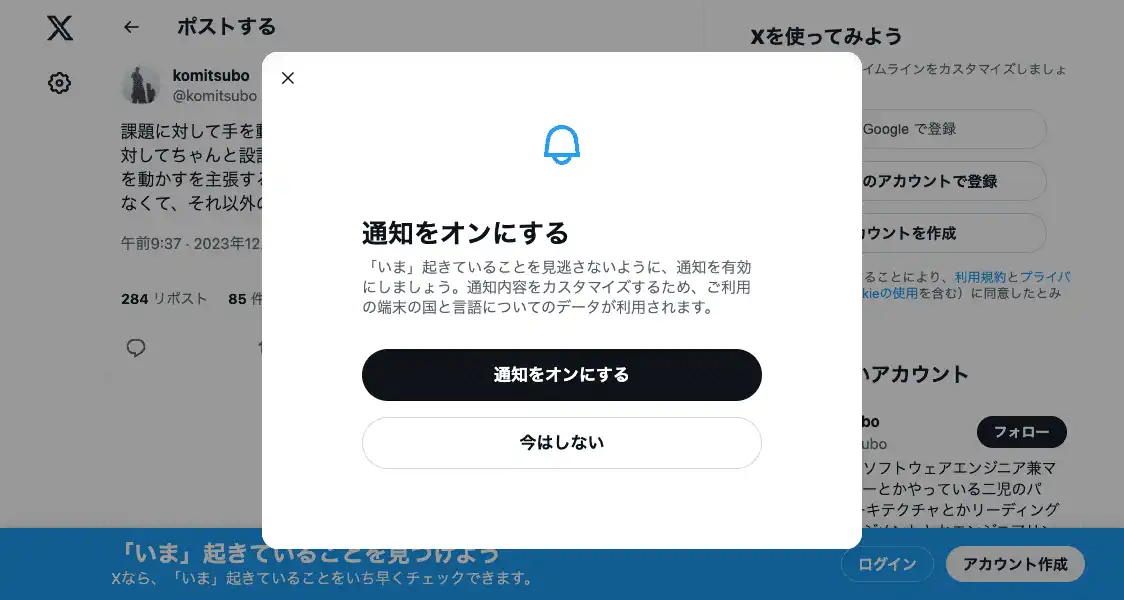 ポストする
komitsubo
@komitsubo
課題に対して手を
対してちゃんと設
を動かすを主張す
なくて、それ以外
午前9:37 · 2023年12
284 リポスト 85 件
通知をオンにする
「いま」起きていることを見逃さないように、通知を有効
にしましょう。通知内容をカスタマイズするため、ご利用
の端末の国と言語についてのデータが利用されます。
通知をオンにする
今はしない
Xを使ってみよう
イムラインをカスタマイズしましょ
Google で登録
のアカウントで登録
カウントを作成
ることにより、利用規約とプライバ
kieの使用を含む）に同意したとみ
いアカウント
bo
ubo
フォロー
ソフトウェアエンジニア兼マ
ーとかやっている二児のパ
ーキテクチャとかリーディング
「いま」起きていることを見つけよう
Xなら、「いま」起きていることをいち早くチェックできます。
ログイン
アカウント作成